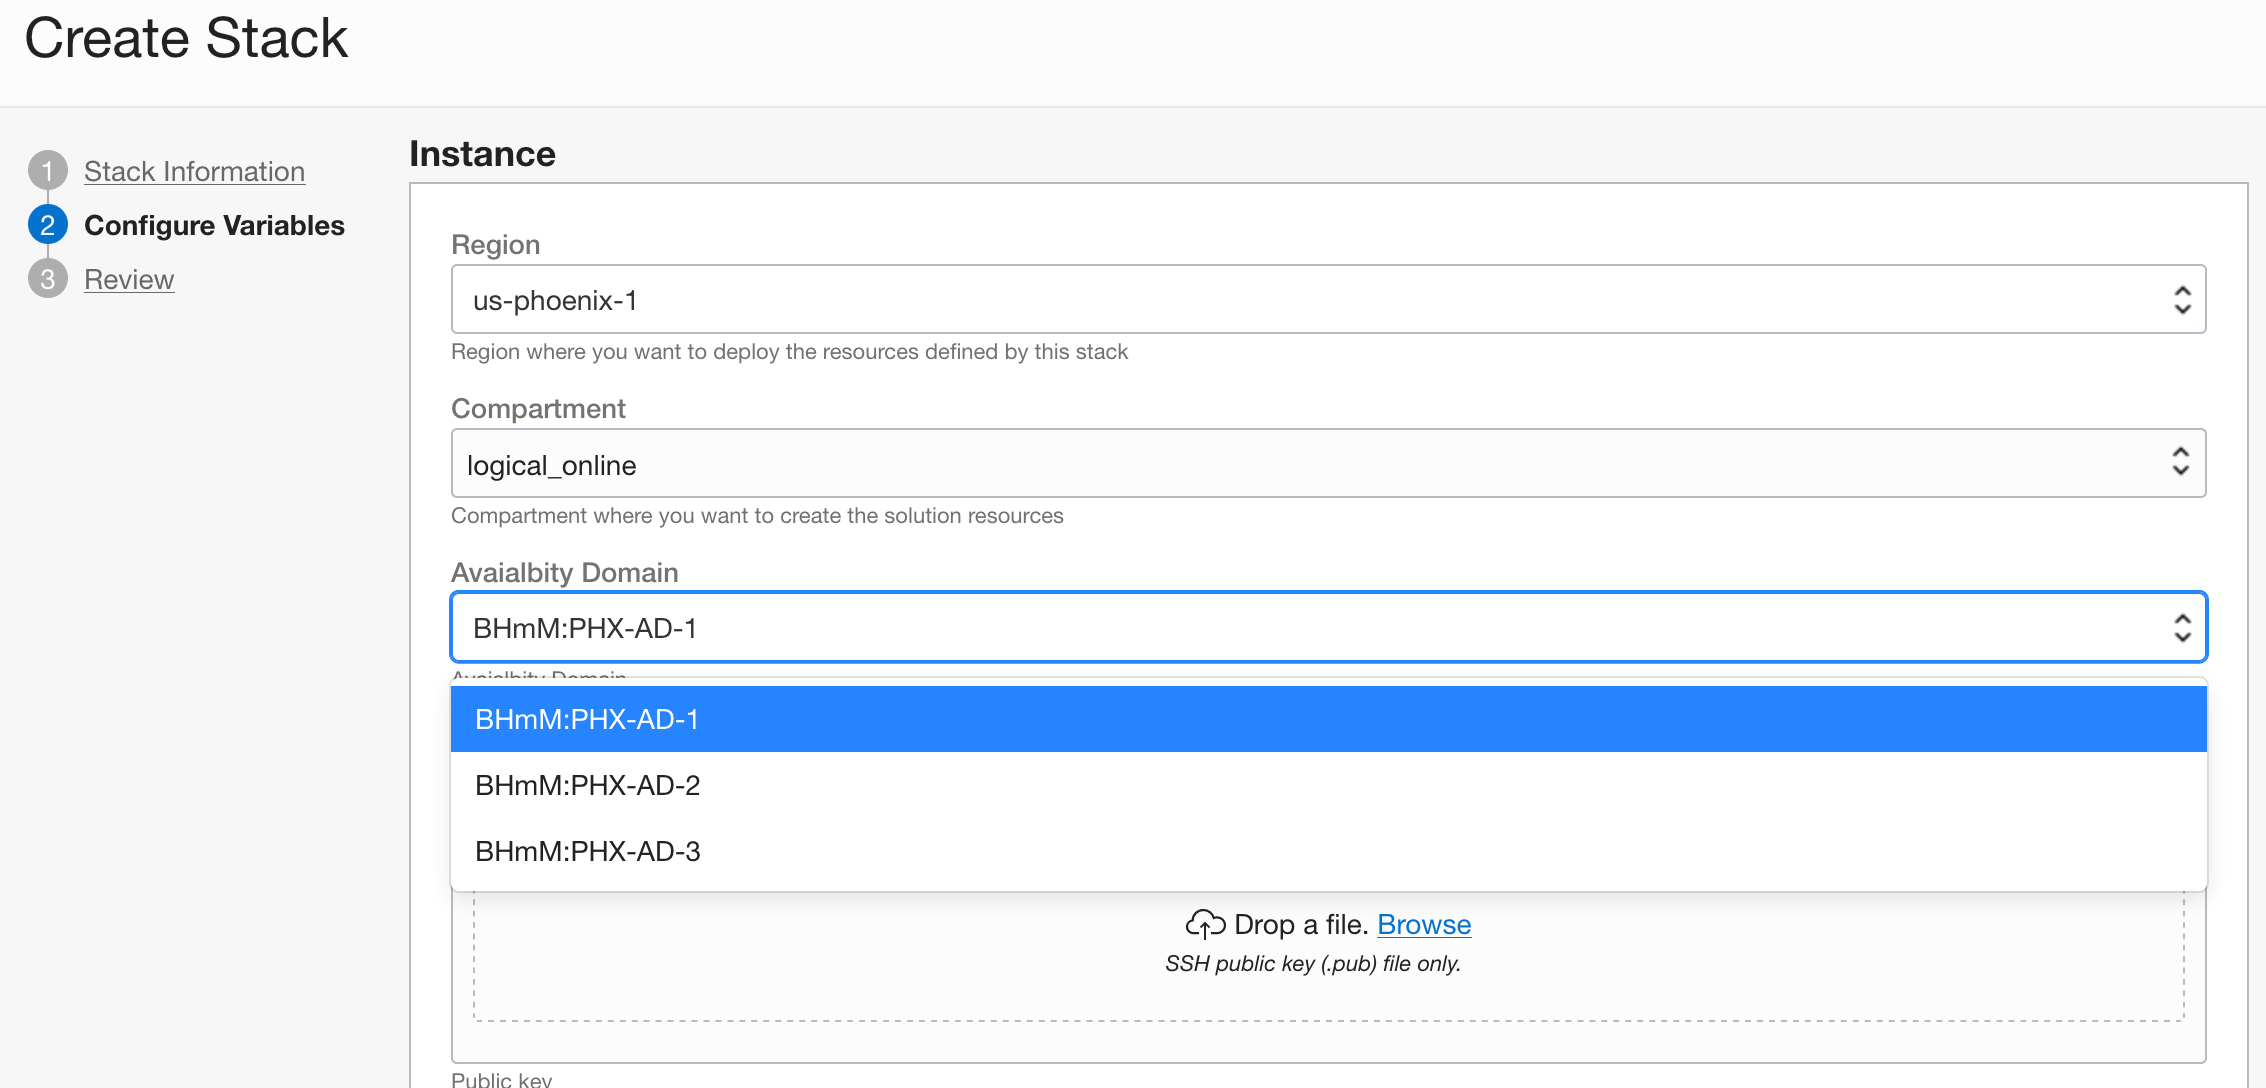 Create Stack
1 Stack Information
2 Configure Variables
3 Review
Instance
Region
us-phoenix-1
Region where you want to deploy the resources defined by this stack
Compartment
logical_online
Compartment where you want to create the solution resources
Avaialbity Domain
BHmM:PHX-AD-1
Avaialbity Domain
BHmM:PHX-AD-1
BHmM:PHX-AD-2
BHmM:PHX-AD-3
Drop a file. Browse
SSH public key (.pub) file only.
Public key